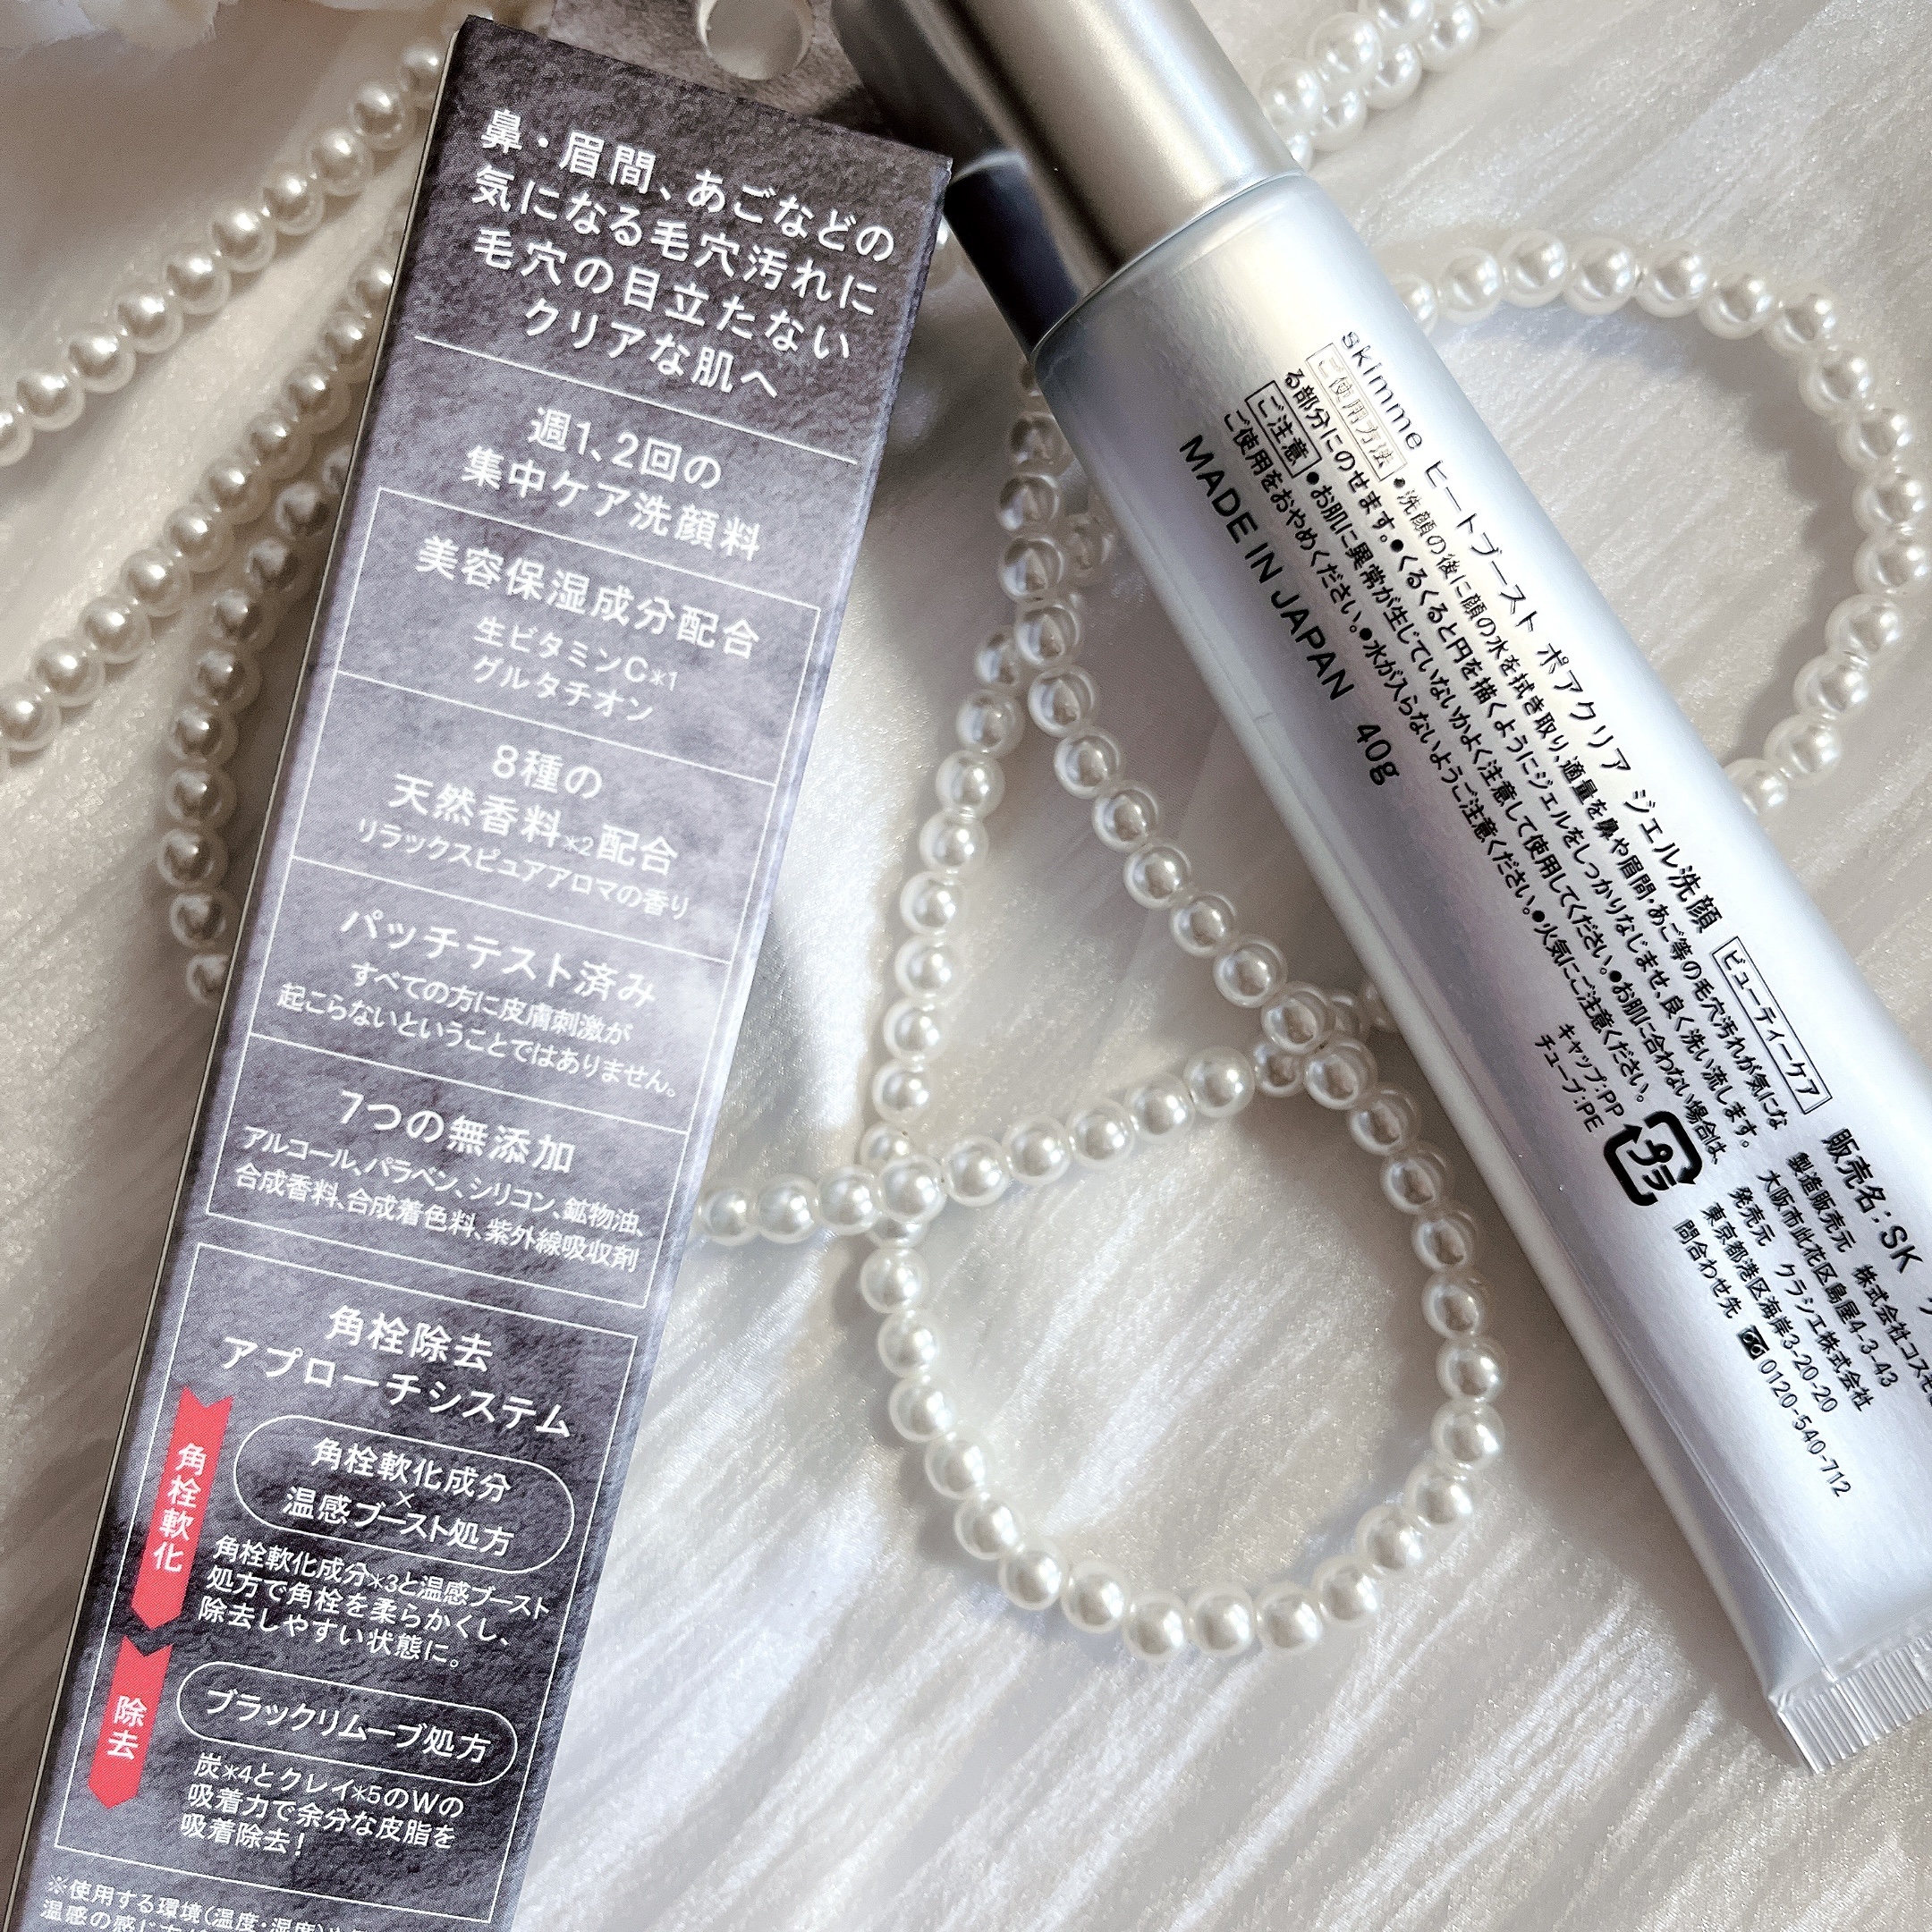 鼻・眉間、あごなどの
気になる毛穴汚れに
毛穴の目立たない
クリアな肌へ
週1、2回の
集中ケア洗顔料
美容保湿成分配合
生ビタミンC*1
グルタチオン
8種の
天然香料*2配合
リラックスピュアアロマの香り
パッチテスト済み
すべての方に皮膚刺激が
起こらないということではありません。
7つの無添加
アルコール、パラベン、シリコン、鉱物油、
合成香料、合成着色料、紫外線吸収剤
角栓除去
アプローチシステム
角栓軟化
角栓軟化成分
×
温感ブースト処方
角栓軟化成分*3と温感ブースト
処方で角栓を柔らかくし、
除去しやすい状態に。
除去
ブラックリムーブ処方
炭*4とクレイ*5のWの
吸着力で余分な皮脂を
吸着除去!
※使用する環境(温度・湿度)
温感の感じ方
skimme ヒートブースト ポアクリア ジェル洗顔 ビューティーケア
ご使用方法 ●洗顔の後に顔の水を拭き取り、適量を鼻や眉間・あご等の毛穴汚れが気にな
る部分にのせます。●くるくると円を描くようにジェルをしっかりなじませ、良く洗い流します。
ご注意 ●お肌に異常が生じていないかよく注意して使用してください。●お肌に合わない場合は、
ご使用をおやめください。●水が入らないようご注意ください。●火気にご注意ください。
MADE IN JAPAN 40g
キャップ:PP
チューブ:PE
プラ
販売名:SK
製造販売元 株式会社コスモ
大阪市此花区島屋4-3-43
発売元 クラシエ株式会社
東京都港区海岸3-20-20
問合わせ先 0120-540-712